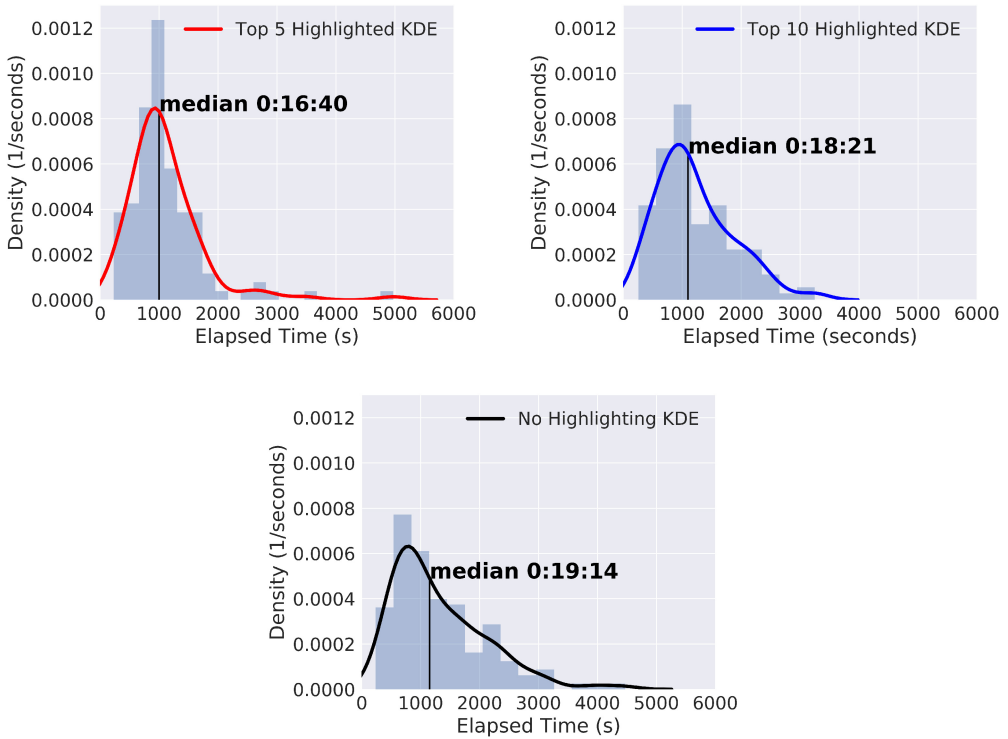 Top 5 Highlighted KDE
median 0:16:40
Density (1/seconds)
0.0012
0.0010
0.0008
0.0006
0.0004
0.0002
0.0000
0 1000 2000 3000 4000 5000 6000
Elapsed Time (s)
Top 10 Highlighted KDE
median 0:18:21
Density (1/seconds)
0.0012
0.0010
0.0008
0.0006
0.0004
0.0002
0.0000
0 1000 2000 3000 4000 5000 6000
Elapsed Time (seconds)
No Highlighting KDE
median 0:19:14
Density (1/seconds)
0.0012
0.0010
0.0008
0.0006
0.0004
0.0002
0.0000
0 1000 2000 3000 4000 5000 6000
Elapsed Time (s)